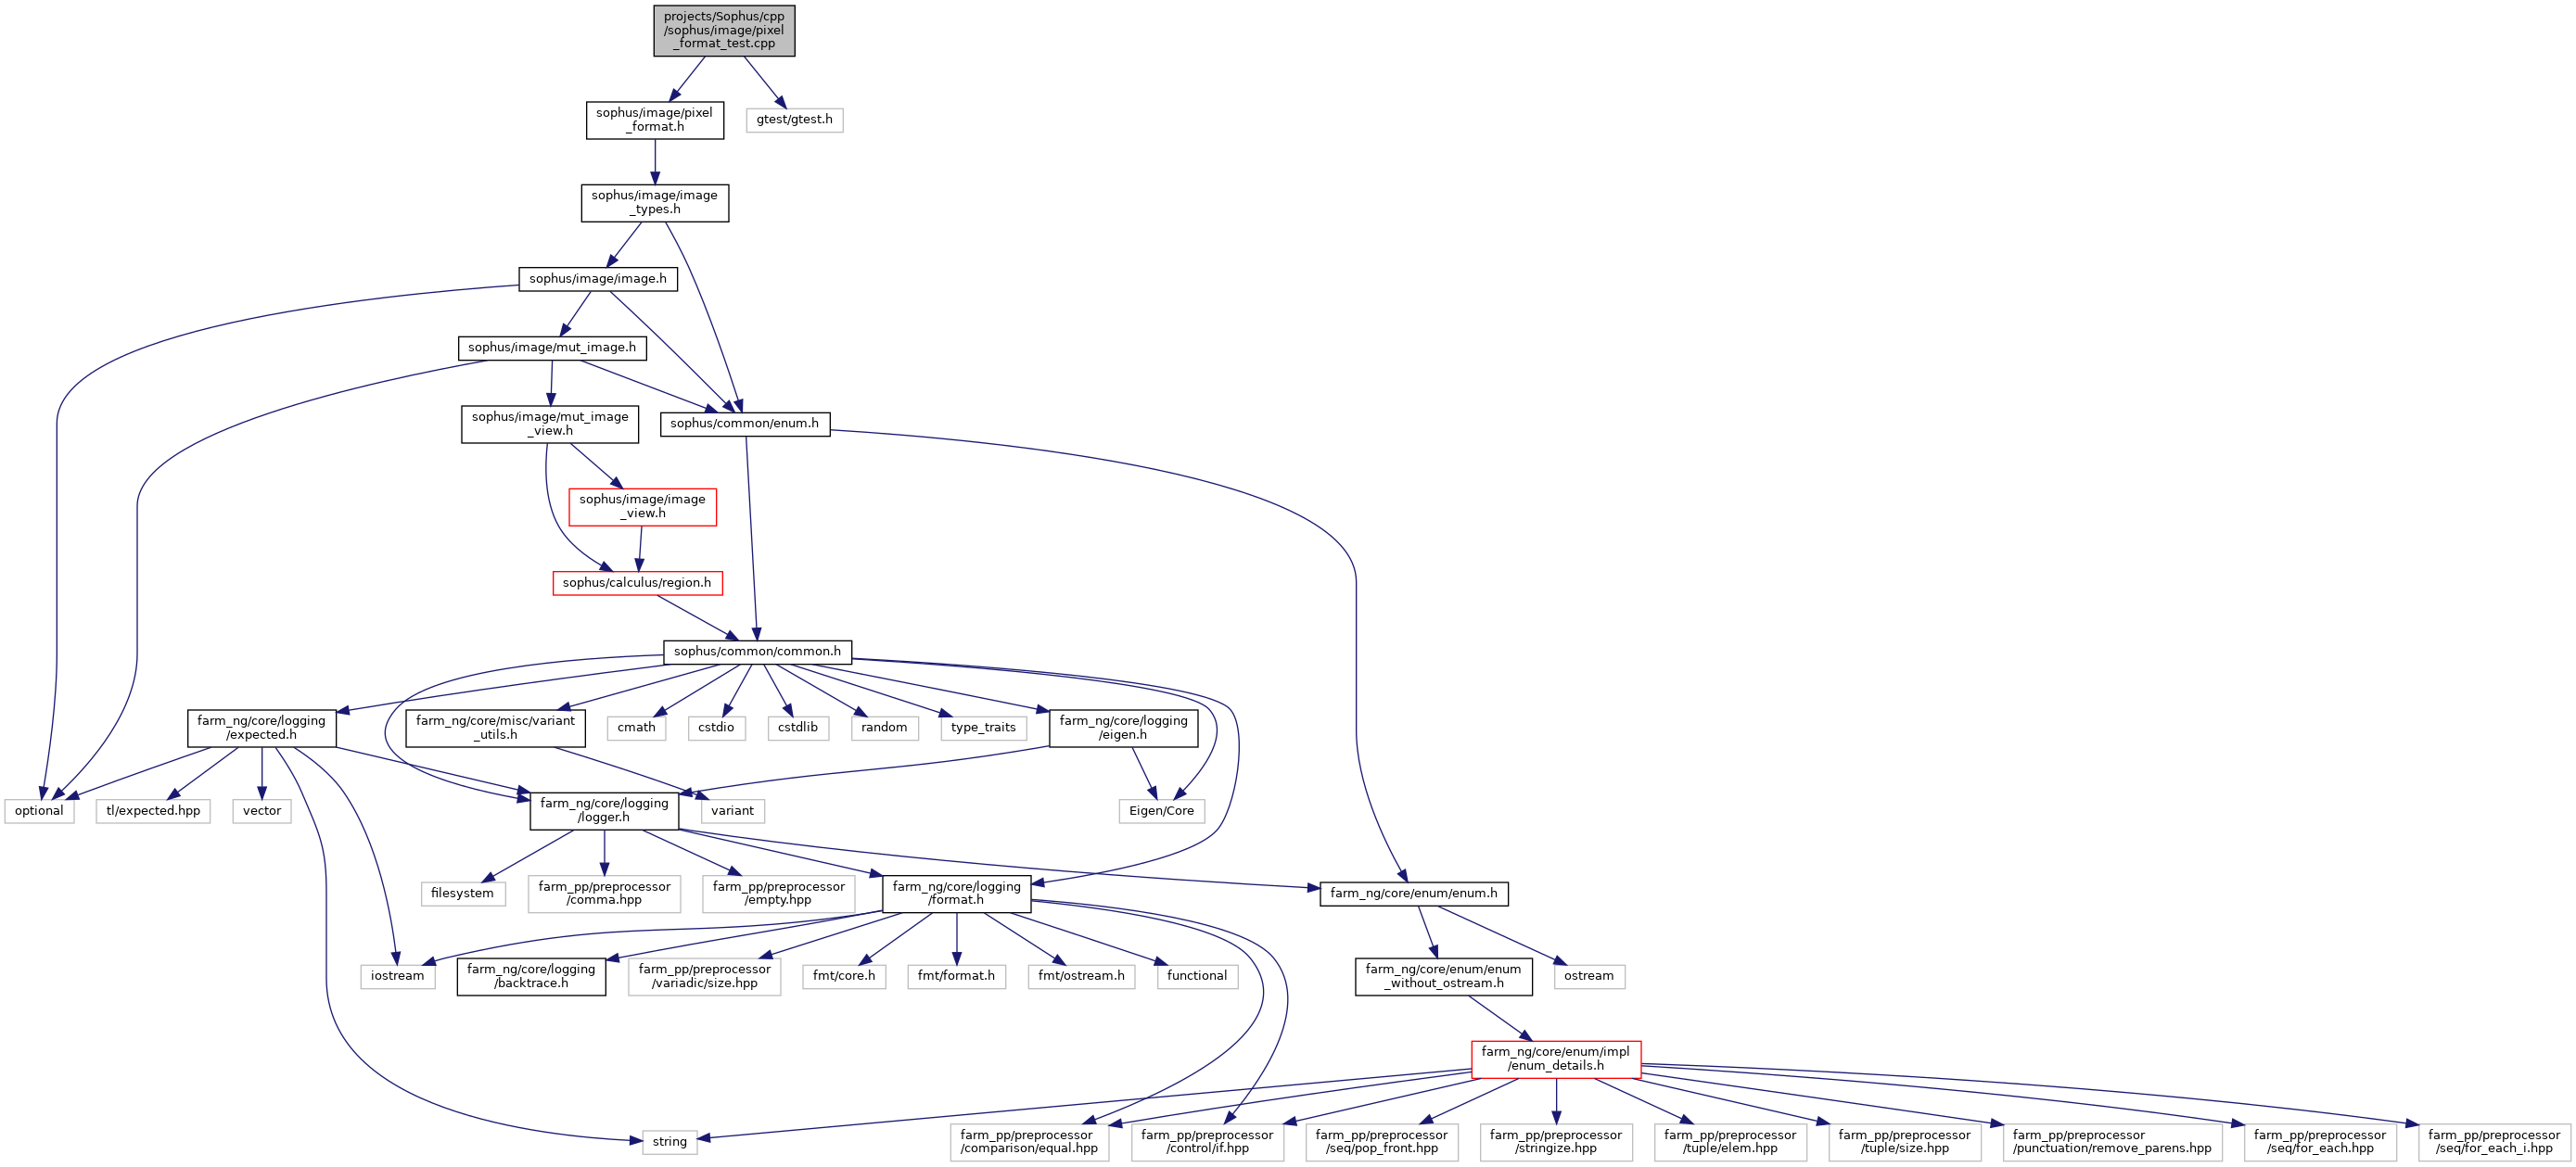 projects/Sophus/cpp
/sophus/image/pixel
_format_test.cpp
sophus/image/pixel
_format.h
gtest/gtest.h
sophus/image/image
_types.h
sophus/image/image.h
sophus/image/mut_image.h
sophus/image/mut_image
_view.h
sophus/common/enum.h
sophus/image/image
_view.h
sophus/calculus/region.h
sophus/common/common.h
farm_ng/core/logging
/expected.h
farm_ng/core/misc/variant
_utils.h
cmath
cstdio
cstdlib
random
type_traits
farm_ng/core/logging
/eigen.h
optional
tl/expected.hpp
vector
farm_ng/core/logging
/logger.h
variant
Eigen/Core
filesystem
farm_pp/preprocessor
/comma.hpp
farm_pp/preprocessor
/empty.hpp
farm_ng/core/logging
/format.h
farm_ng/core/enum/enum.h
iostream
farm_ng/core/logging
/backtrace.h
farm_pp/preprocessor
/variadic/size.hpp
fmt/core.h
fmt/format.h
fmt/ostream.h
functional
farm_ng/core/enum/enum
_without_ostream.h
ostream
farm_ng/core/enum/impl
/enum_details.h
string
farm_pp/preprocessor
/comparison/equal.hpp
farm_pp/preprocessor
/control/if.hpp
farm_pp/preprocessor
/seq/pop_front.hpp
farm_pp/preprocessor
/stringize.hpp
farm_pp/preprocessor
/tuple/elem.hpp
farm_pp/preprocessor
/tuple/size.hpp
farm_pp/preprocessor
/punctuation/remove_parens.hpp
farm_pp/preprocessor
/seq/for_each.hpp
farm_pp/preprocessor
/seq/for_each_i.hpp